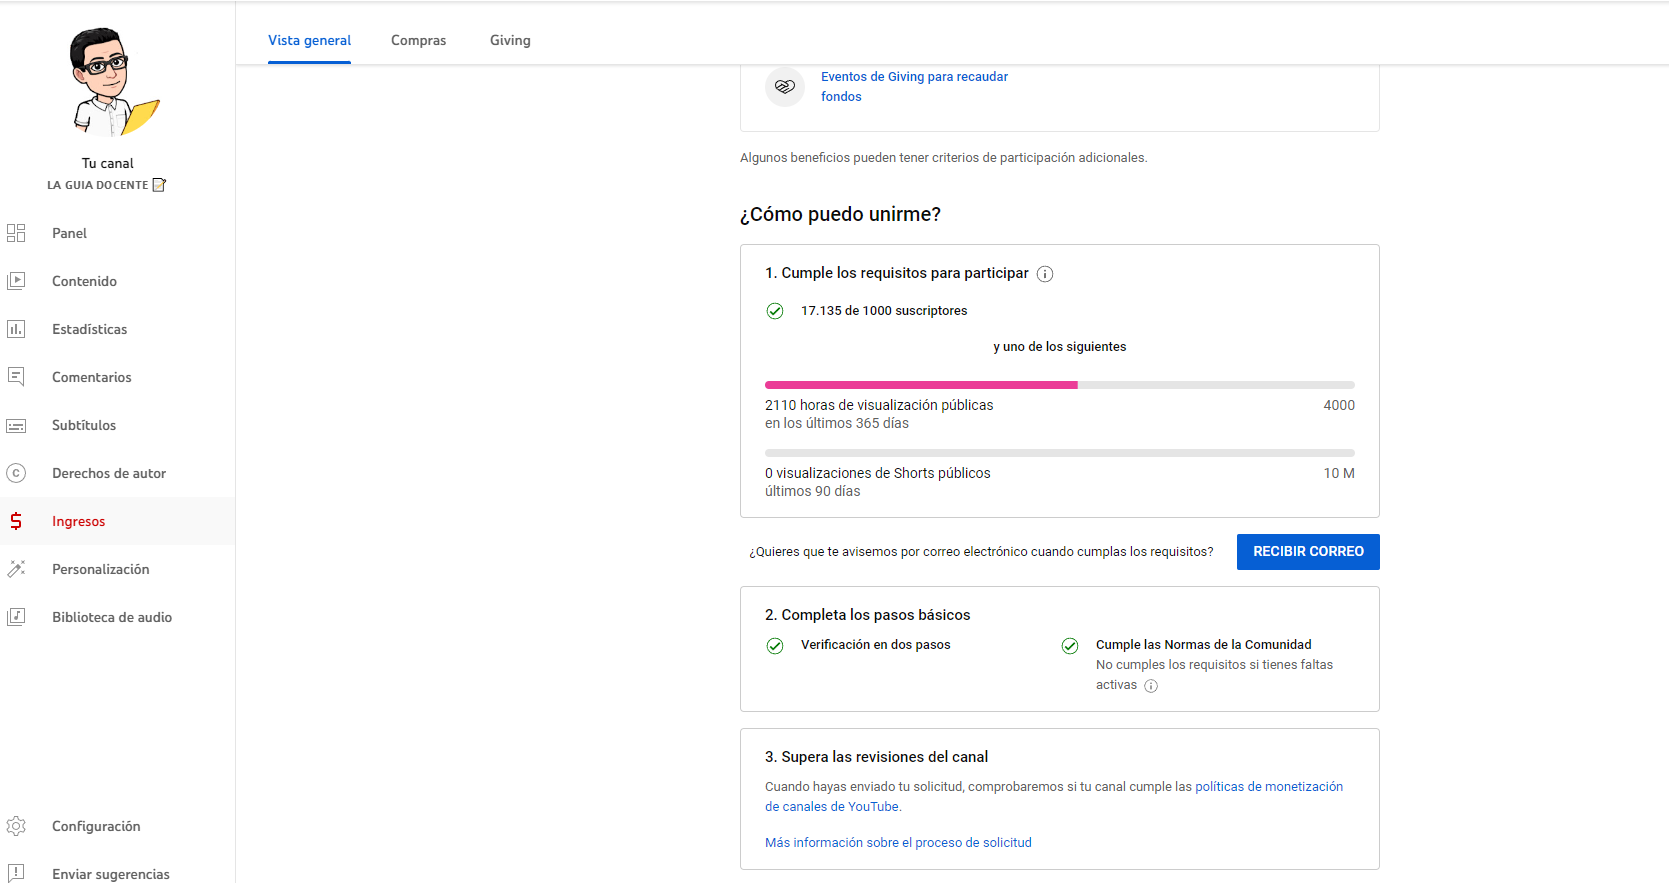 Vista general
Compras
Giving
Tu canal
LA GUIA DOCENTE
Panel
Contenido
Estadísticas
Comentarios
Subtítulos
Derechos de autor
Ingresos
Personalización
Biblioteca de audio
Configuración
Enviar sugerencias
Eventos de Giving para recaudar
fondos
Algunos beneficios pueden tener criterios de participación adicionales.
¿Cómo puedo unirme?
1. Cumple los requisitos para participar
17.135 de 1000 suscriptores
y uno de los siguientes
2110 horas de visualización públicas 4000
en los últimos 365 días
0 visualizaciones de Shorts públicos 10 M
últimos 90 días
¿Quieres que te avisemos por correo electrónico cuando cumplas los requisitos? RECIBIR CORREO
2. Completa los pasos básicos
Verificación en dos pasos
Cumple las Normas de la Comunidad
No cumples los requisitos si tienes faltas
activas
3. Supera las revisiones del canal
Cuando hayas enviado tu solicitud, comprobaremos si tu canal cumple las políticas de monetización
de canales de YouTube.
Más información sobre el proceso de solicitud